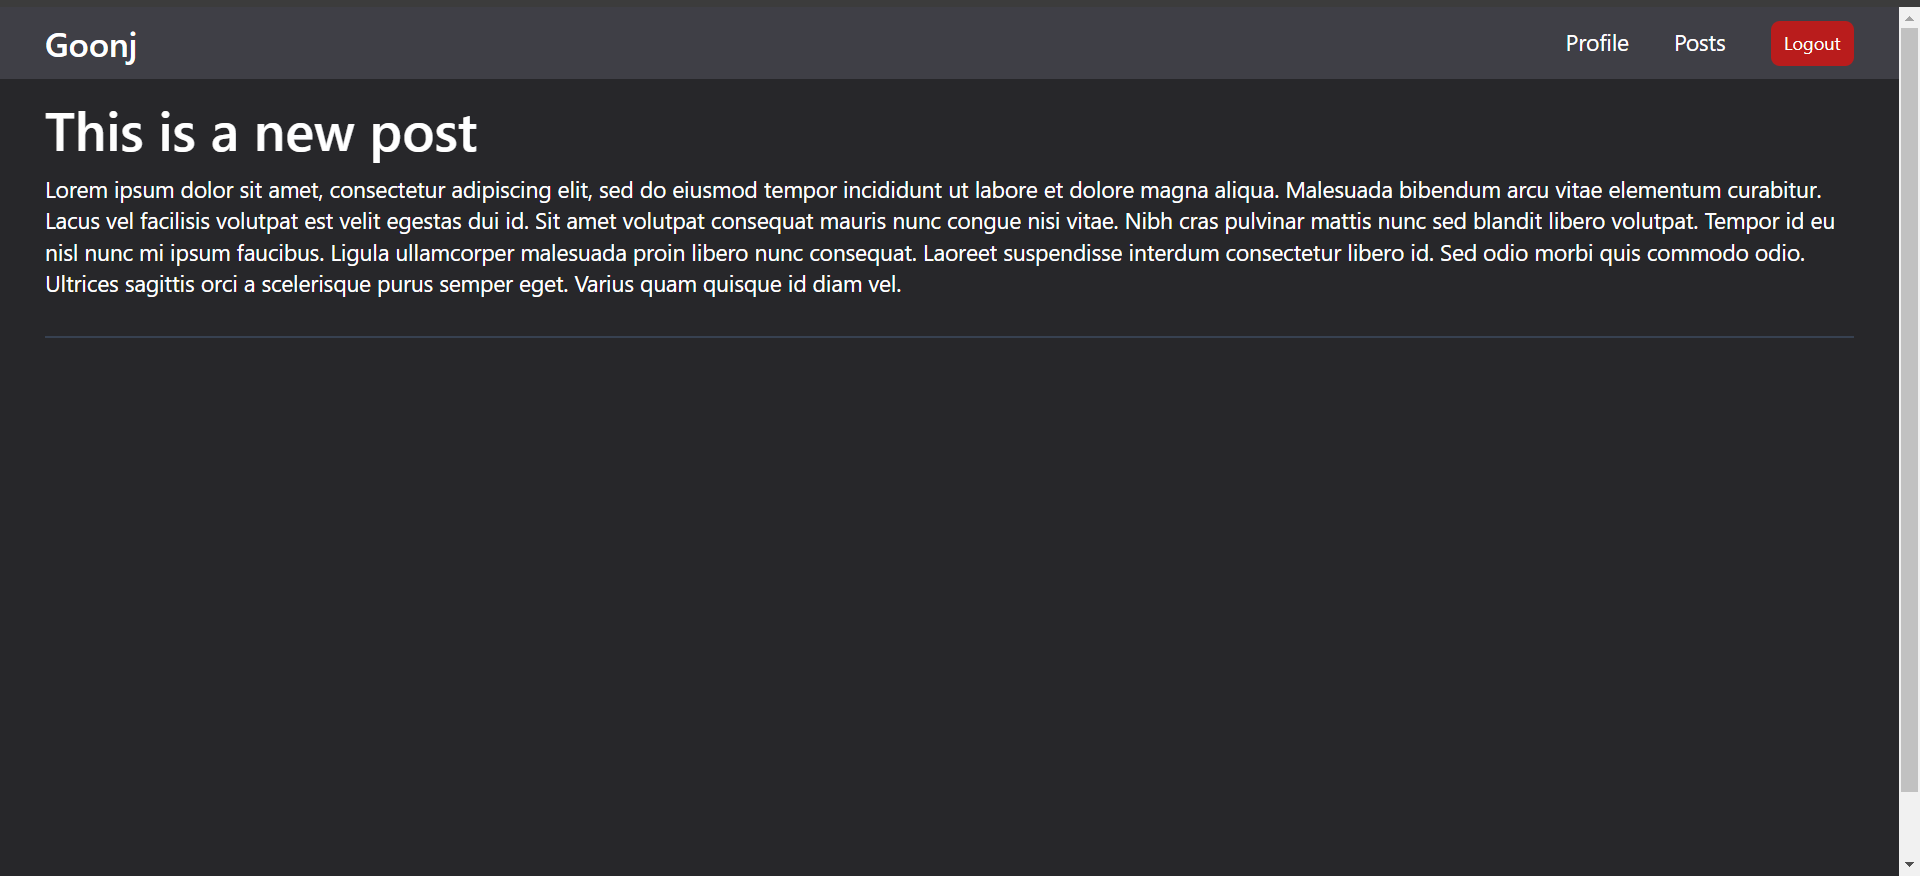 Goonj
Profile
Posts
Logout
This is a new post
Lorem ipsum dolor sit amet, consectetur adipiscing elit, sed do eiusmod tempor incididunt ut labore et dolore magna aliqua. Malesuada bibendum arcu vitae elementum curabitur.
Lacus vel facilisis volutpat est velit egestas dui id. Sit amet volutpat consequat mauris nunc congue nisi vitae. Nibh cras pulvinar mattis nunc sed blandit libero volutpat. Tempor id eu
nisl nunc mi ipsum faucibus. Ligula ullamcorper malesuada proin libero nunc consequat. Laoreet suspendisse interdum consectetur libero id. Sed odio morbi quis commodo odio.
Ultrices sagittis orci a scelerisque purus semper eget. Varius quam quisque id diam vel.